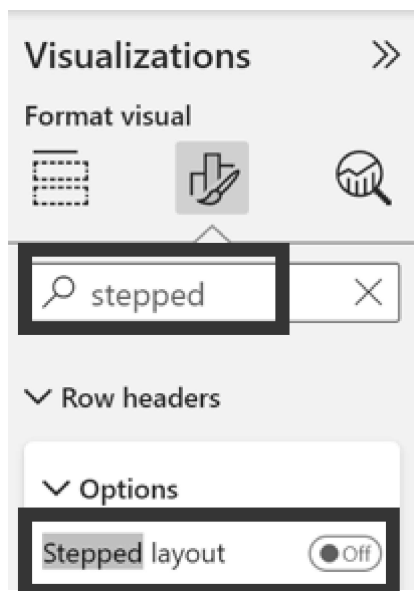 Visualizations
Format visual
stepped
Row headers
Options
Stepped layout Off